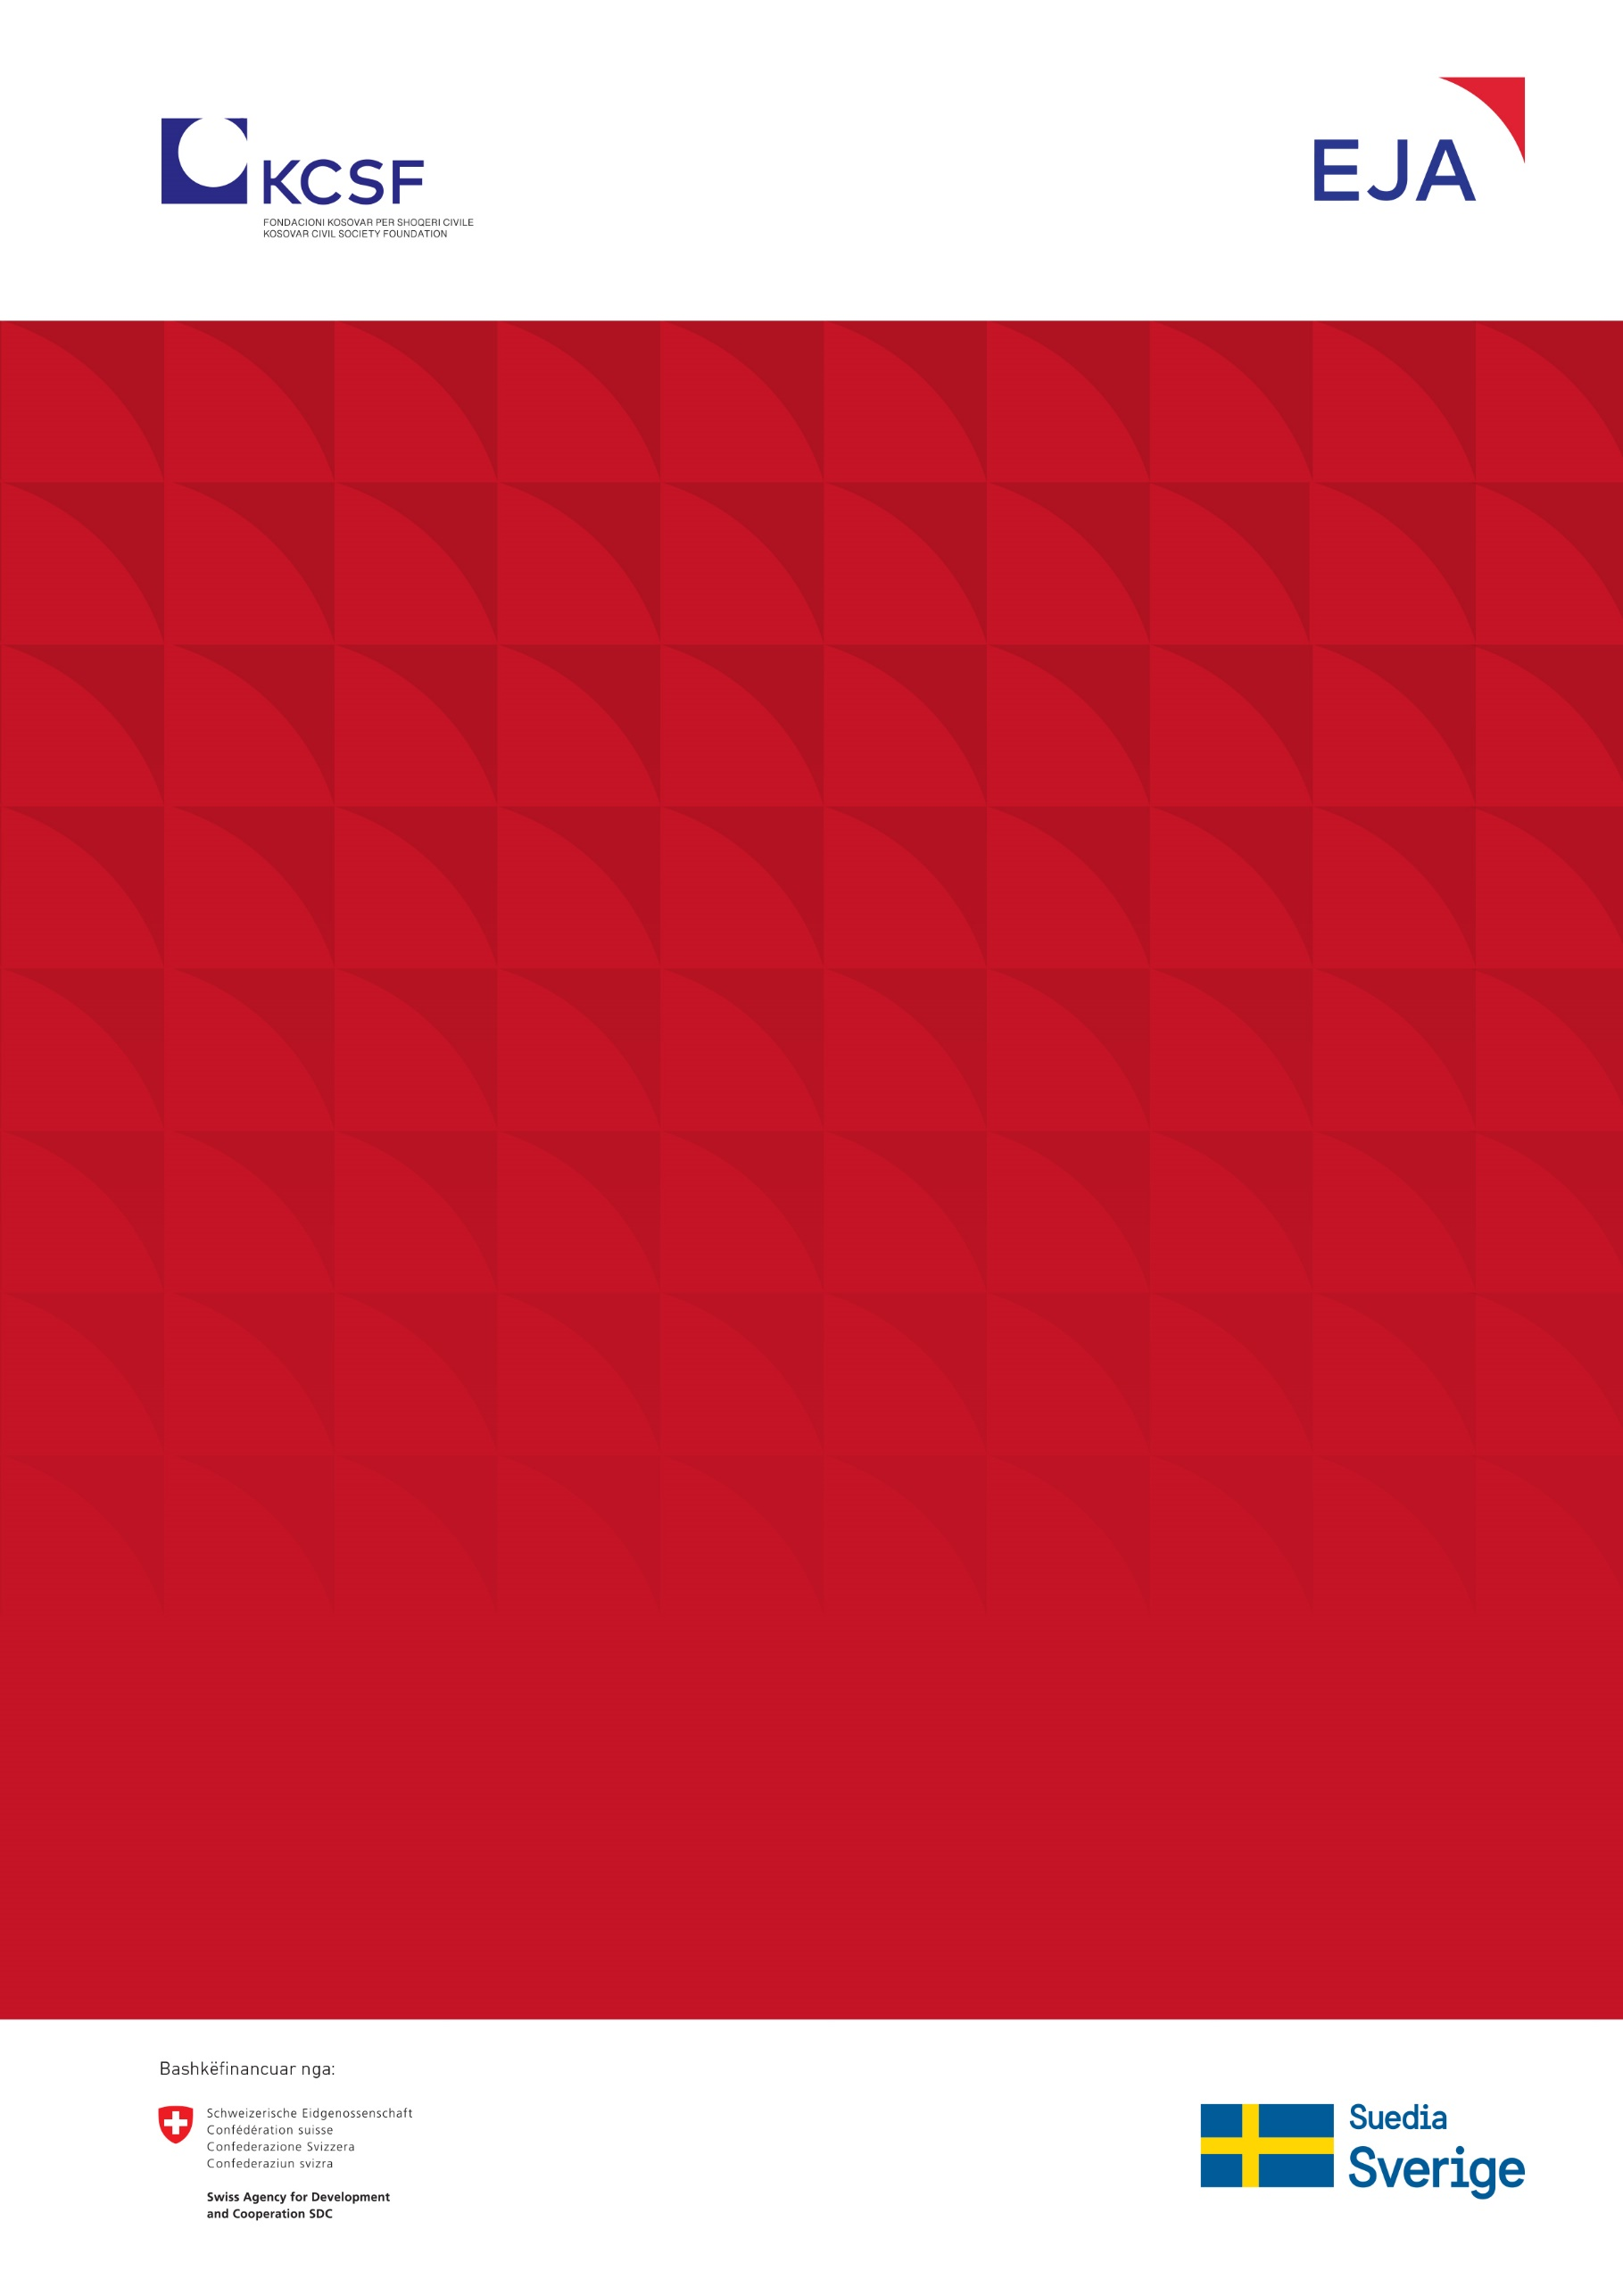 KCSF
FONDACIONI KOSOVAR PER SHOQERI CIVILE
KOSOVAR CIVIL SOCIETY FOUNDATION
EJA
Bashkëfinancuar nga:
Schweizerische Eidgenossenschaft
Confédération suisse
Confederazione Svizzera
Confederaziun svizra
Swiss Agency for Development
and Cooperation SDC
Suedia
Sverige